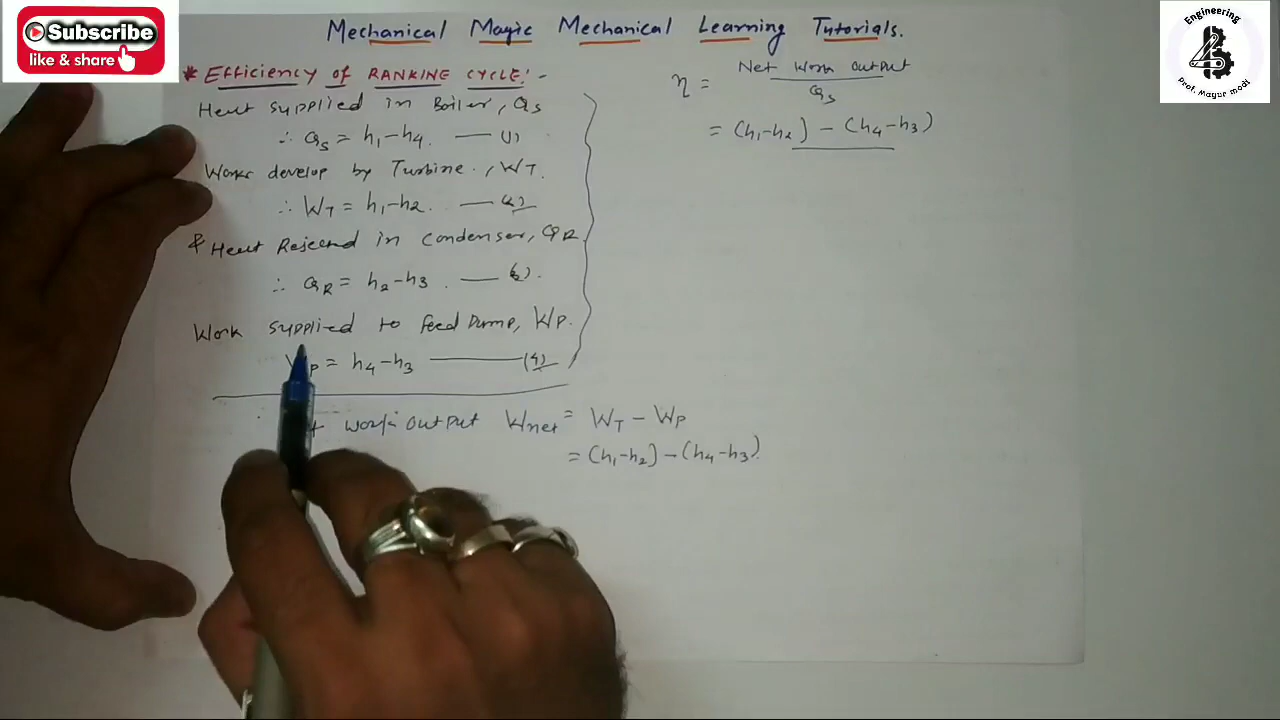 Subscribe
like & share
Mechanical Magic Mechanical Learning Tutorials.
Engineering
Prof. Mayur modi
* EFFiciency of RANKINE CYCLE:-
Heat supplied in Boiler, Qs
∴ Qs = h1-h4. — (1)
Work develop by Turbine., WT.
∴ WT = h1-h2. — (2)
& Heat Rejected in condenser, QR
∴ QR = h2-h3. — (3).
Work supplied to feed Pump, WP.
P = h4-h3 — (4)
work output Wnet = WT - WP
= (h1-h2) - (h4-h3).
η = Net work output
Qs
= (h1-h2) - (h4-h3)